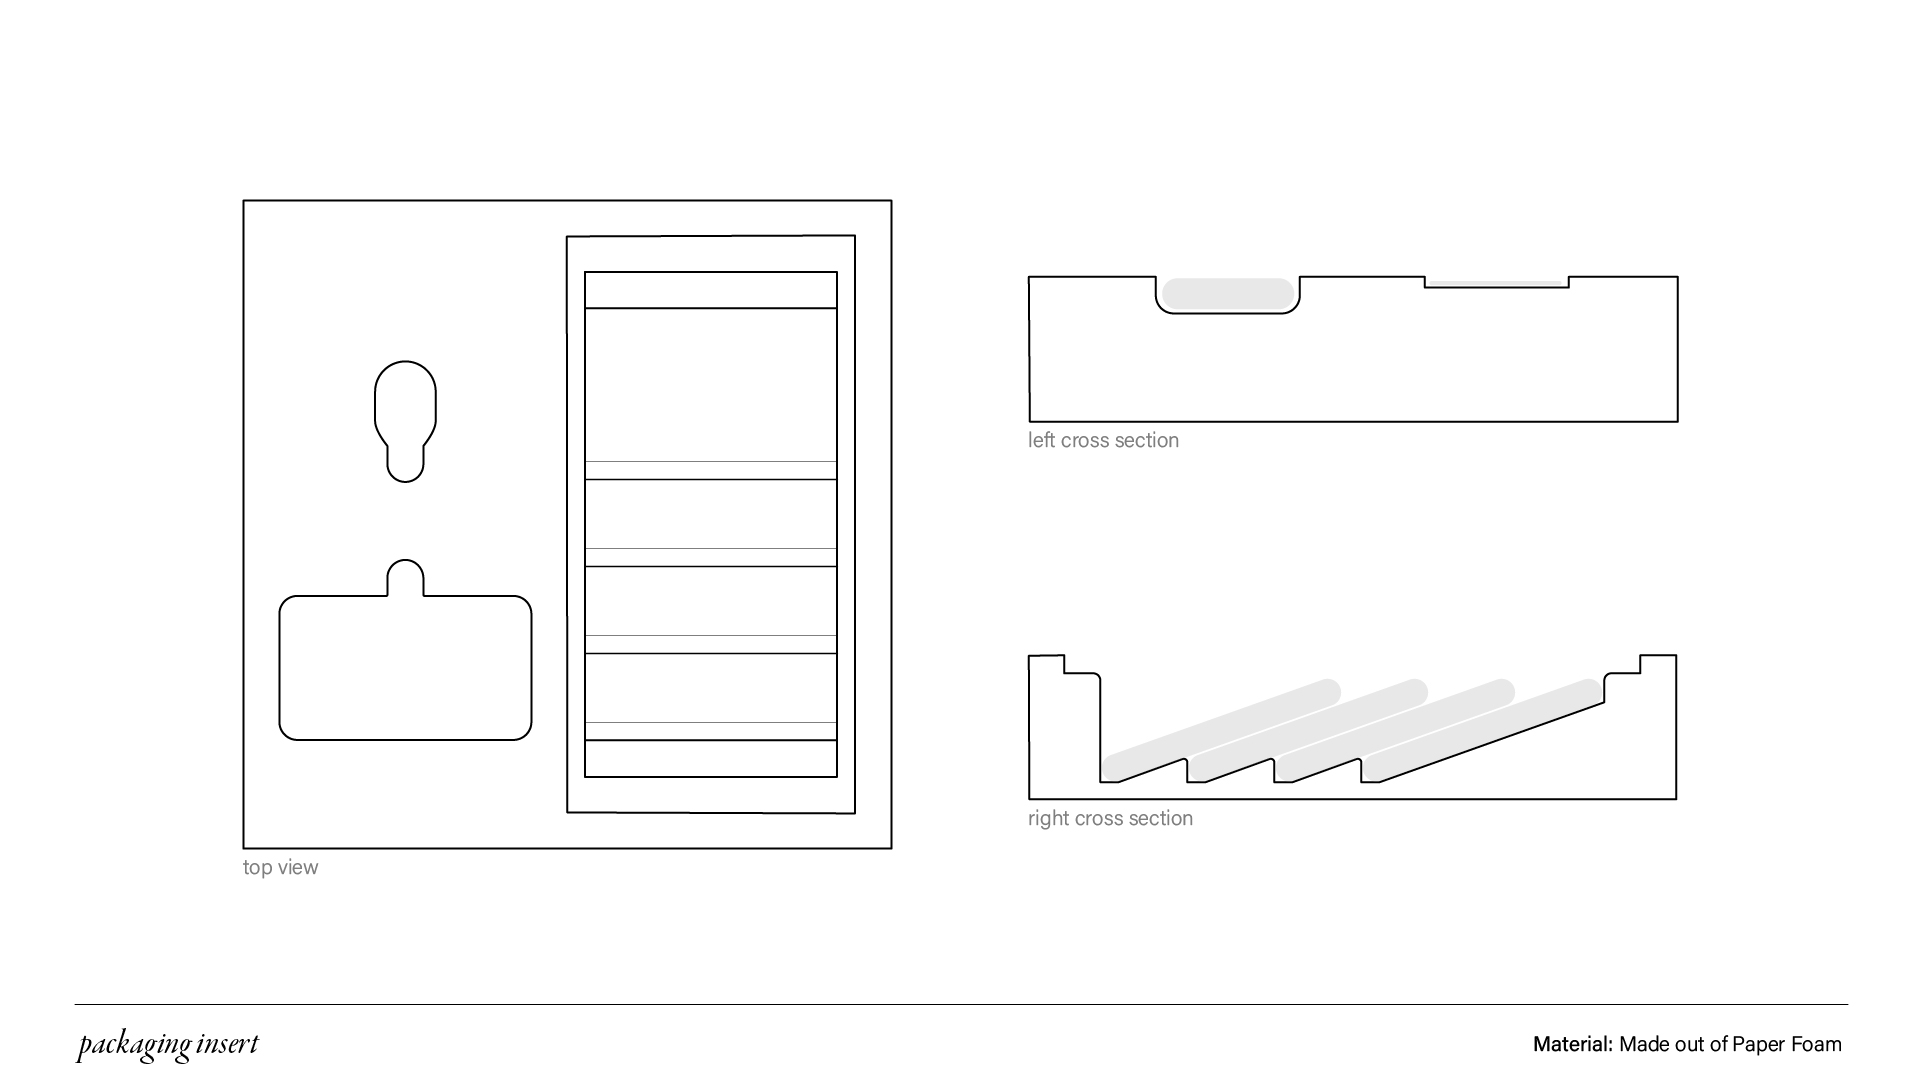 top view
left cross section
right cross section
packaging insert
Material: Made out of Paper Foam